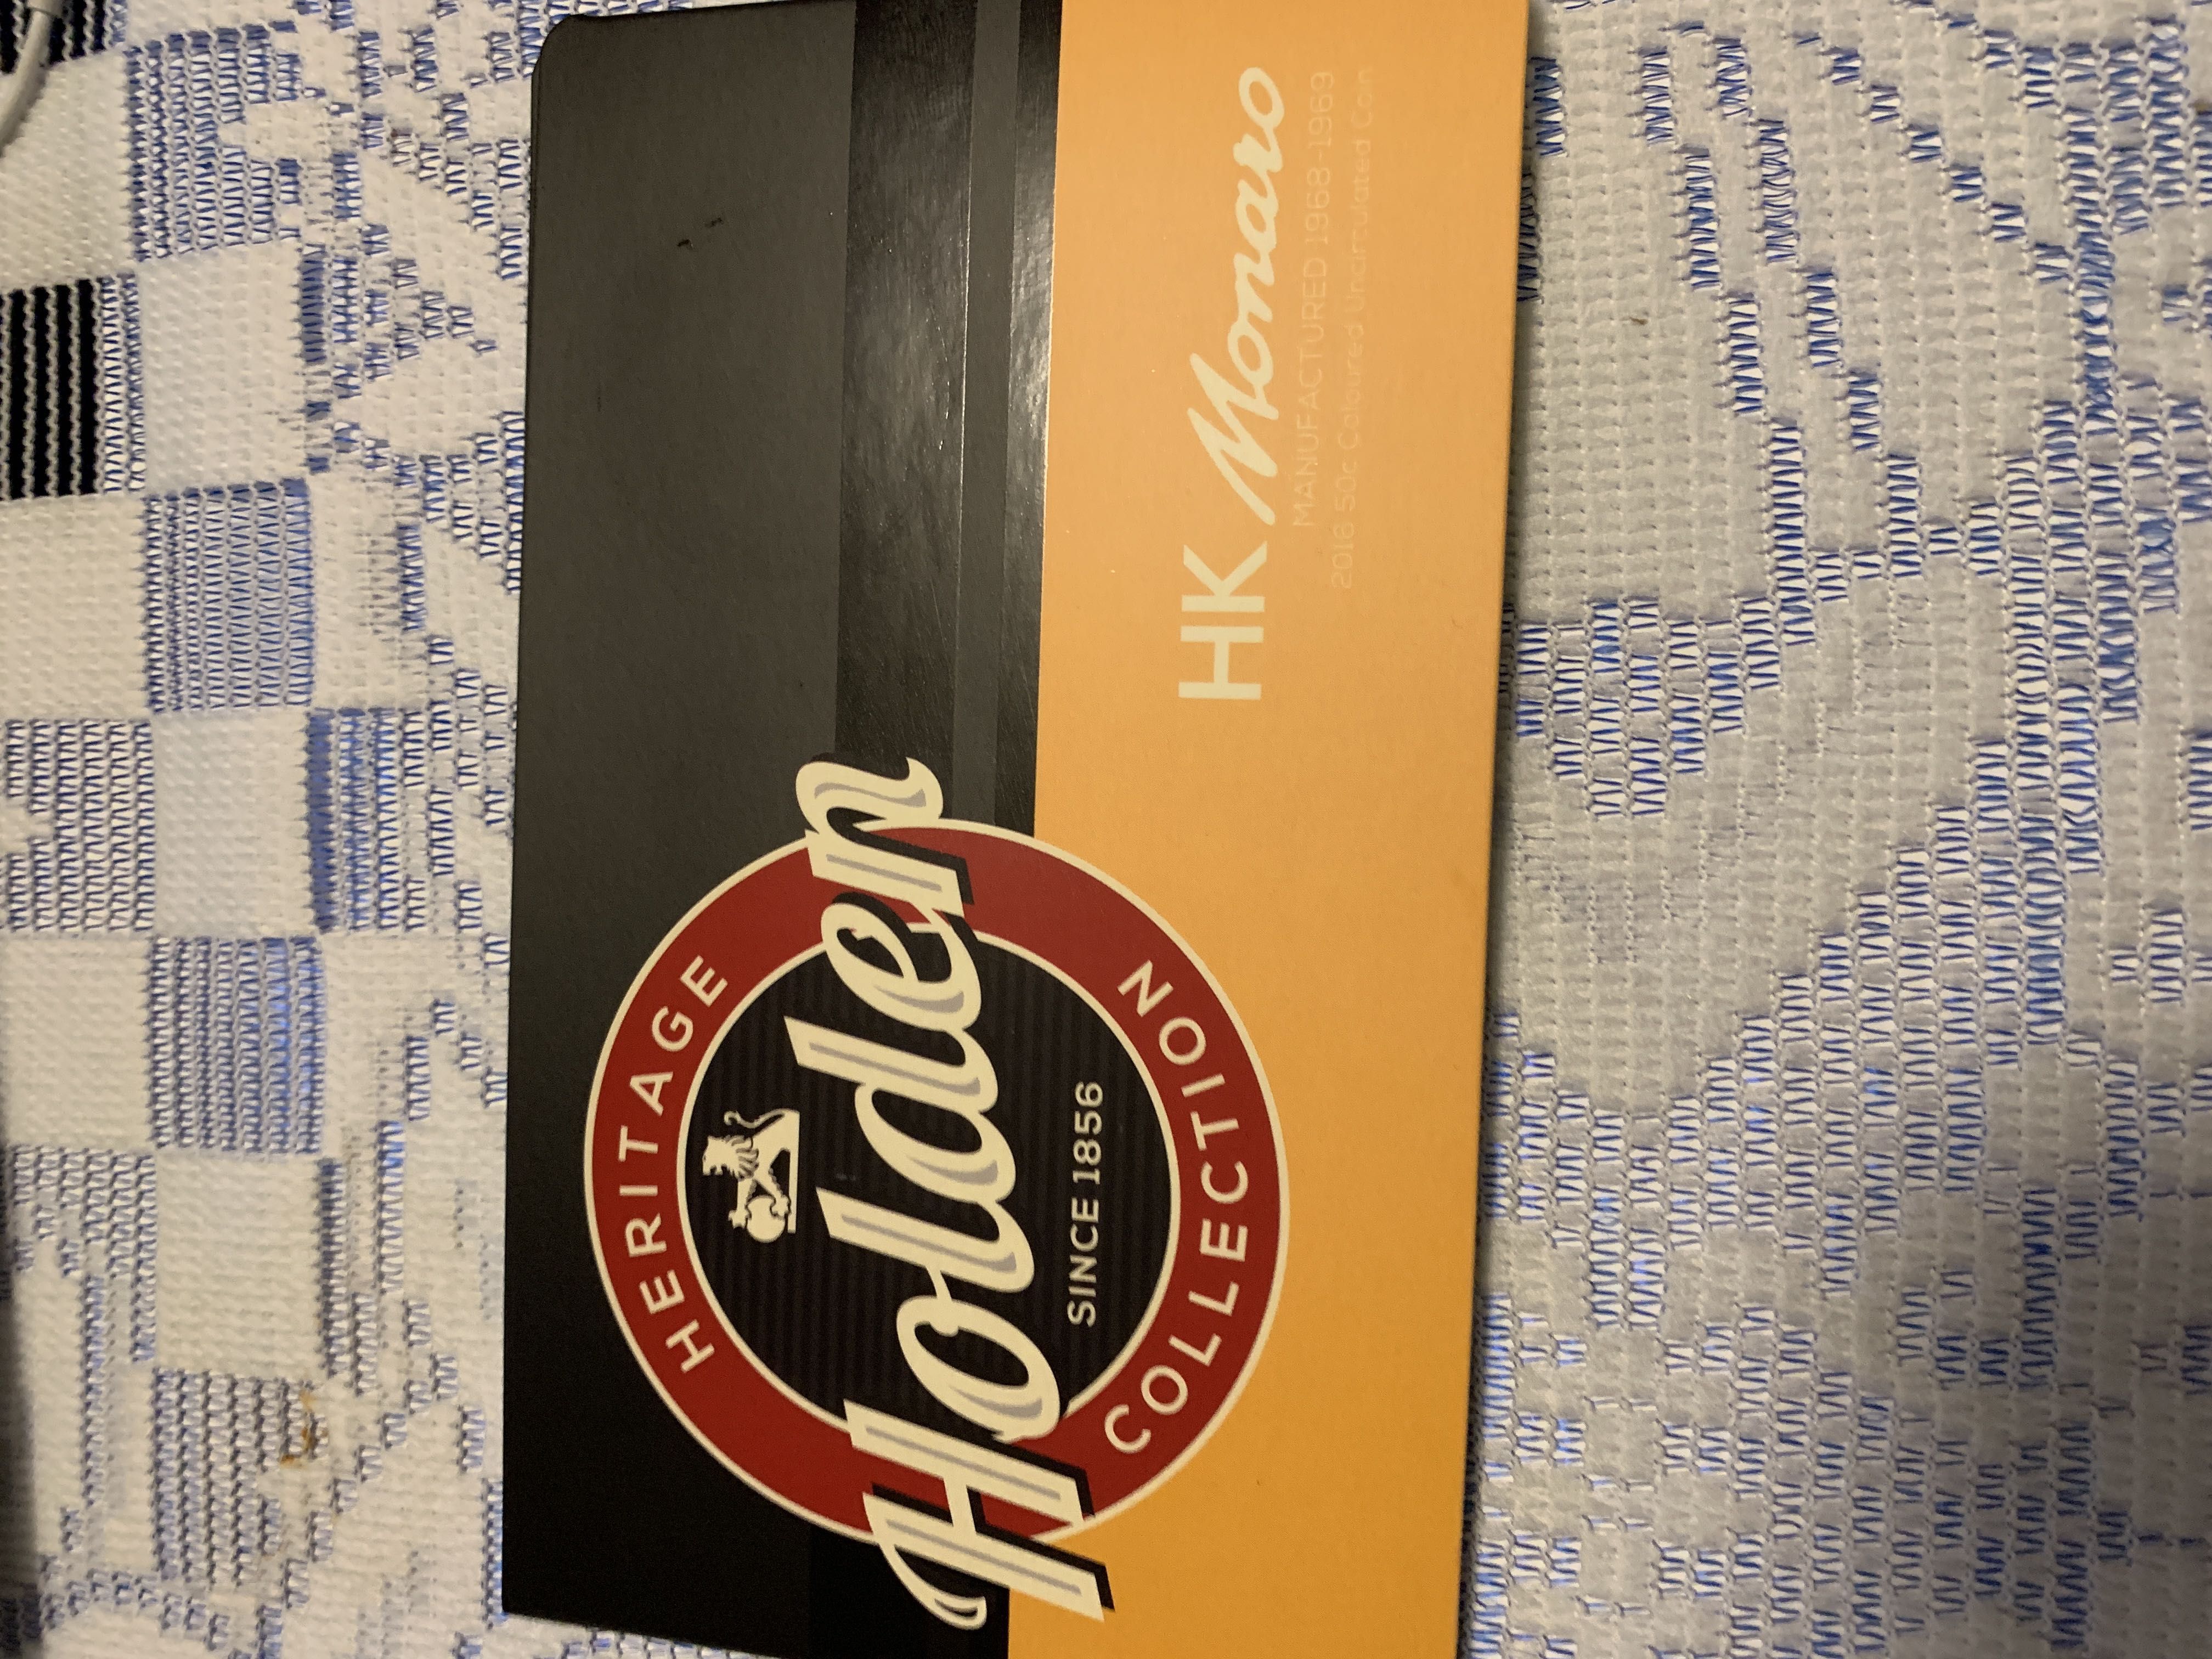 HERITAGE
Holden
SINCE 1856
COLLECTION
HK Monaro
MANUFACTURED 1968-1969
2016 50c Coloured Uncirculated Coin